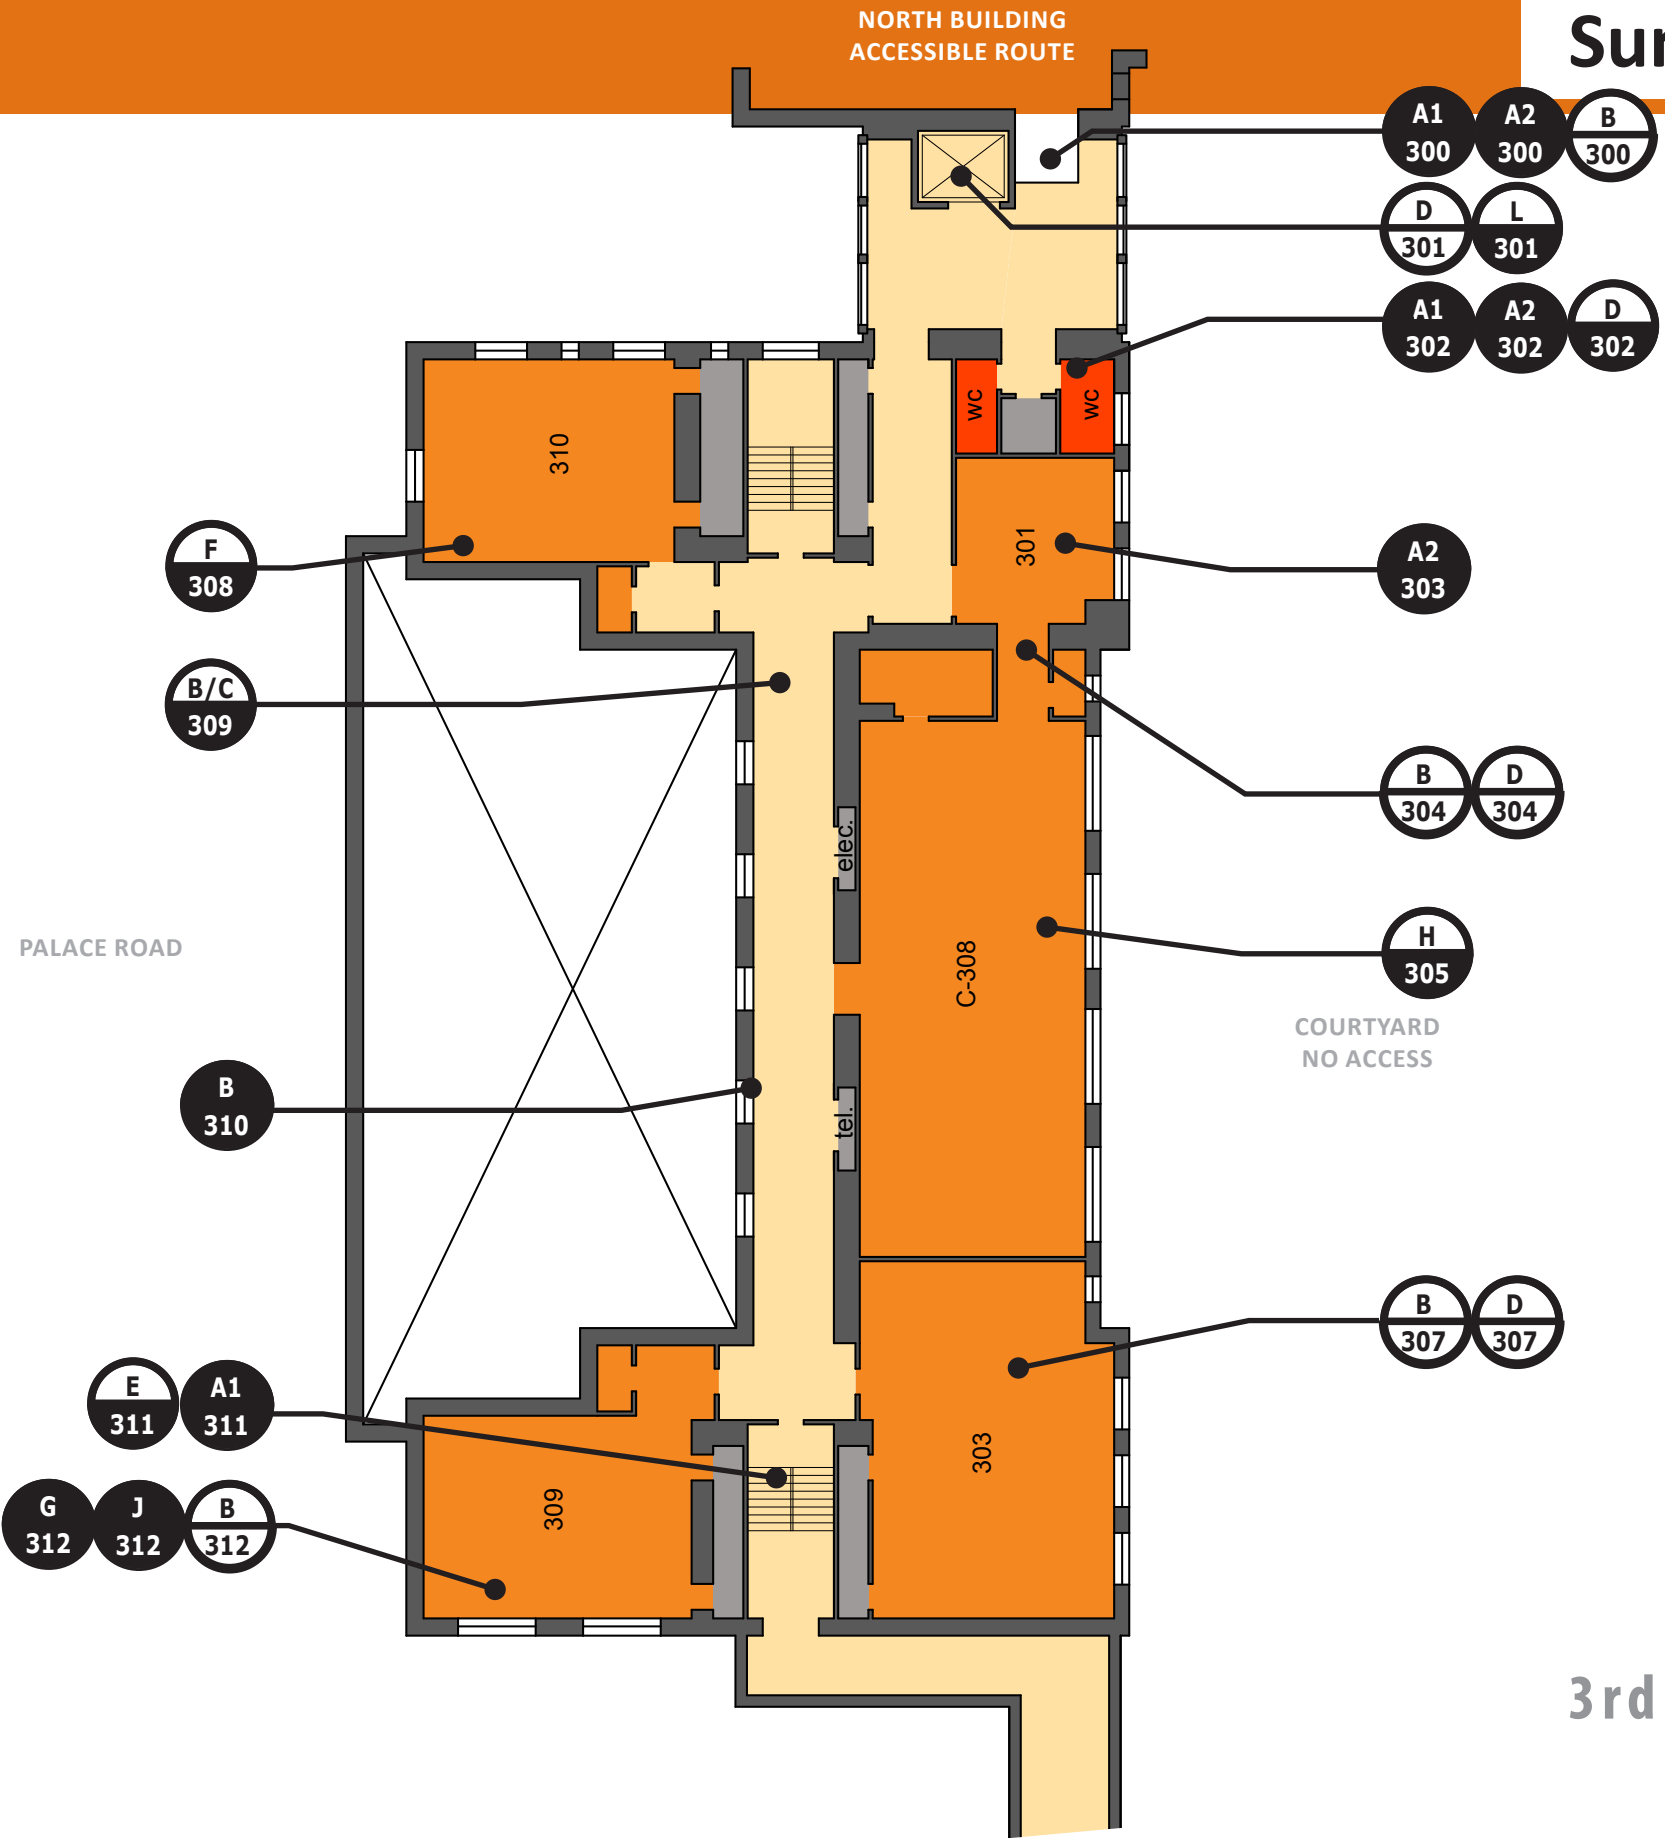 NORTH BUILDING
ACCESSIBLE ROUTE
A1
300
A2
300
B
300
D
301
L
301
A1
302
A2
302
D
302
WC
WC
310
301
F
308
A2
303
B/C
309
B
304
D
304
elec.
C-308
PALACE ROAD
H
305
COURTYARD
NO ACCESS
B
310
tel.
B
307
D
307
E
311
A1
311
303
309
G
312
J
312
B
312
3rd